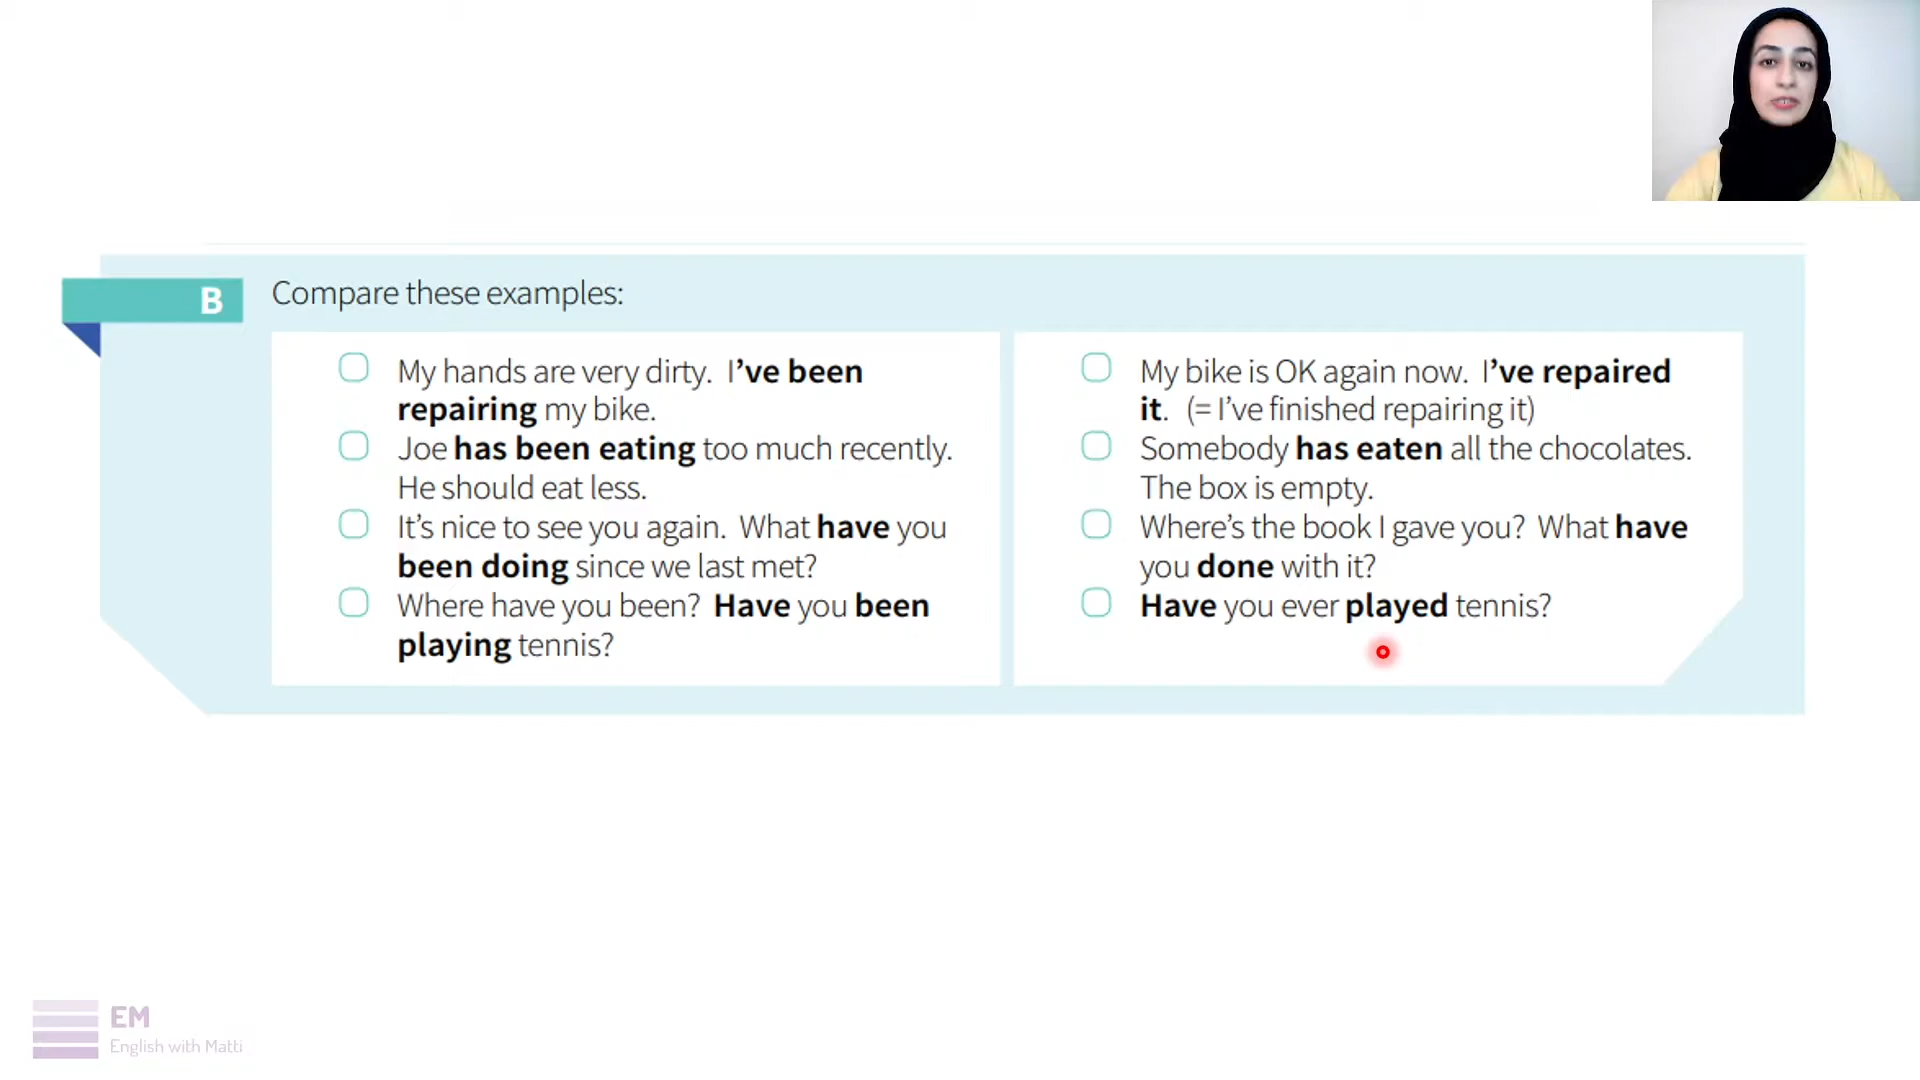 B
Compare these examples:
My hands are very dirty. I've been
repairing my bike.
Joe has been eating too much recently.
He should eat less.
It's nice to see you again. What have you
been doing since we last met?
Where have you been? Have you been
playing tennis?
My bike is OK again now. I've repaired
it. (= I've finished repairing it)
Somebody has eaten all the chocolates.
The box is empty.
Where's the book I gave you? What have
you done with it?
Have you ever played tennis?
EM
English with Matti